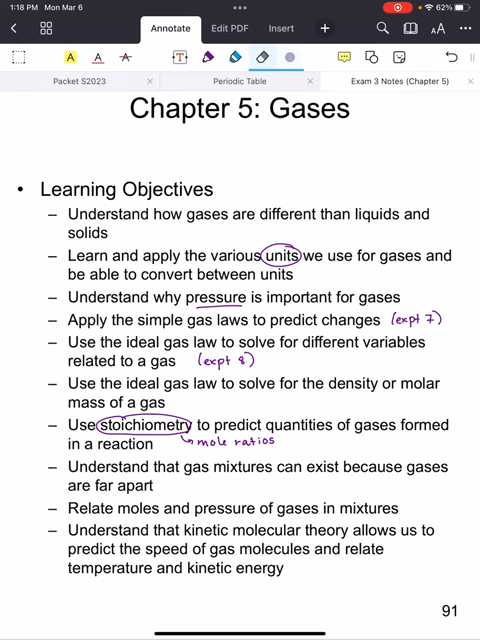 1:18 PM Mon Mar 6
62%
Annotate Edit PDF Insert
Packet S2023
Periodic Table
Exam 3 Notes (Chapter 5)
Chapter 5: Gases
• Learning Objectives
– Understand how gases are different than liquids and
solids
– Learn and apply the various units we use for gases and
be able to convert between units
– Understand why pressure is important for gases
– Apply the simple gas laws to predict changes (expt 7)
– Use the ideal gas law to solve for different variables
related to a gas (expt 8)
– Use the ideal gas law to solve for the density or molar
mass of a gas
– Use stoichiometry to predict quantities of gases formed
in a reaction mole ratios
– Understand that gas mixtures can exist because gases
are far apart
– Relate moles and pressure of gases in mixtures
– Understand that kinetic molecular theory allows us to
predict the speed of gas molecules and relate
temperature and kinetic energy
91